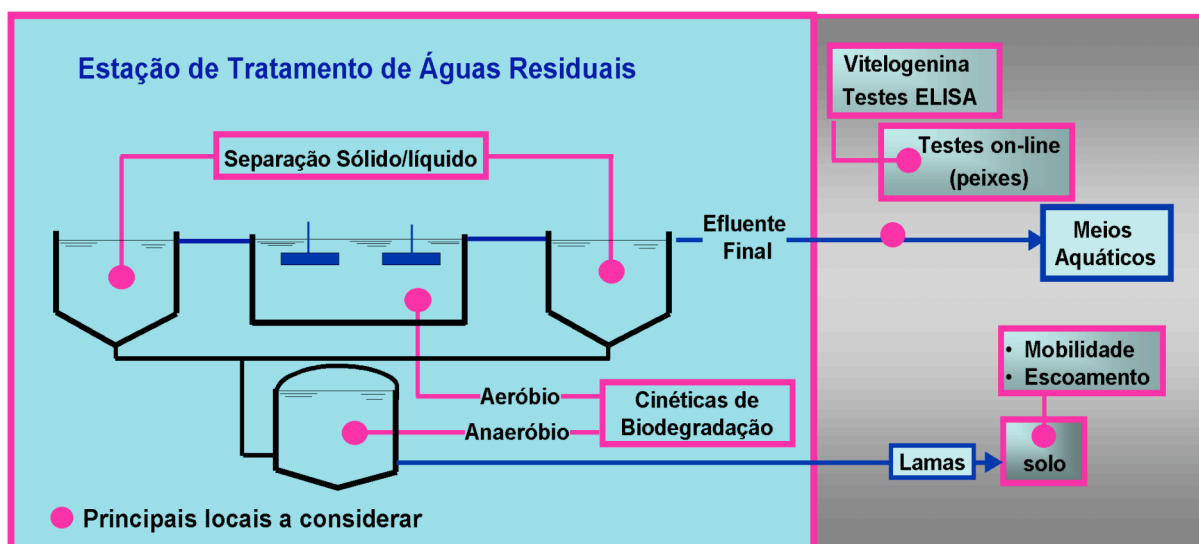 Estação de Tratamento de Águas Residuais
Separação Sólido/líquido
Efluente
Final
Aeróbio
Anaeróbio
Cinéticas de
Biodegradação
Principais locais a considerar
Vitelogenina
Testes ELISA
Testes on-line
(peixes)
Meios
Aquáticos
• Mobilidade
• Escoamento
Lamas
solo